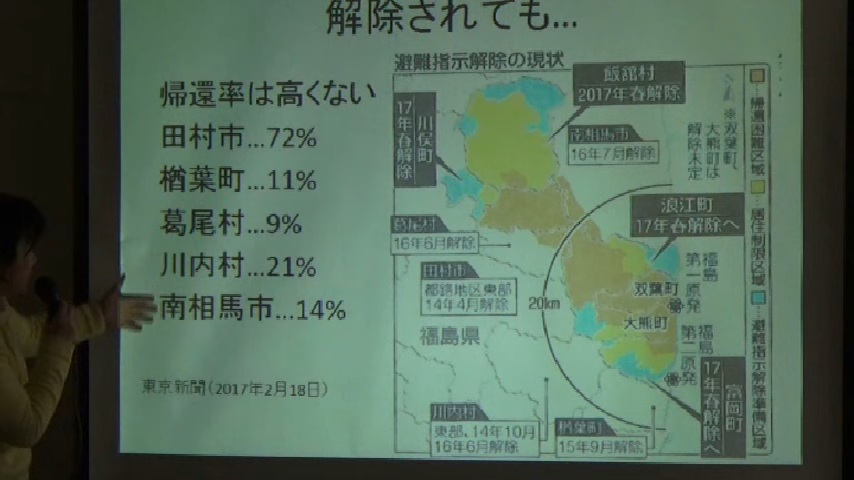 解除されても...
帰還率は高くない
田村市...72%
楢葉町...11%
葛尾村...9%
川内村...21%
南相馬市...14%
東京新聞(2017年2月18日)
避難指示解除の現状
飯舘村
2017年春解除
川俣町
17年春解除
南相馬市
16年7月解除
※双葉町、
大熊町は
解除未定
浪江町
17年春解除へ
葛尾村
16年6月解除
田村市
都路地区東部
14年4月解除
20km
福島
第一原発
双葉町
大熊町
福島
第二原発
福島県
富岡町
17年春解除へ
川内村
東部、14年10月
16年6月解除
楢葉町
15年9月解除
…帰還困難区域
…居住制限区域
…避難指示解除準備区域